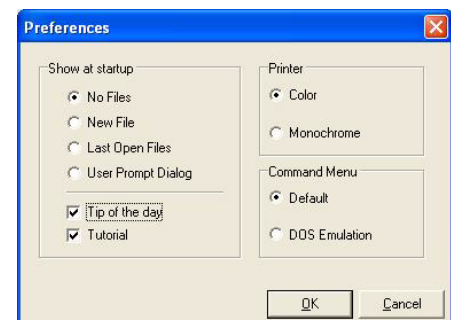 Preferences
Show at startup
No Files
New File
Last Open Files
User Prompt Dialog
Tip of the day
Tutorial
Printer
Color
Monochrome
Command Menu
Default
DOS Emulation
OK
Cancel